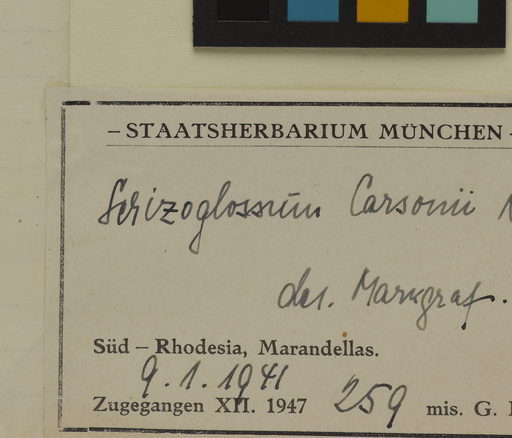 – STAATSHERBARIUM MÜNCHEN –
Schizoglossum Carsonii
det. Markgraf.
Süd – Rhodesia, Marandellas.
9.1.1941
Zugegangen XII. 1947 259 mis. G.